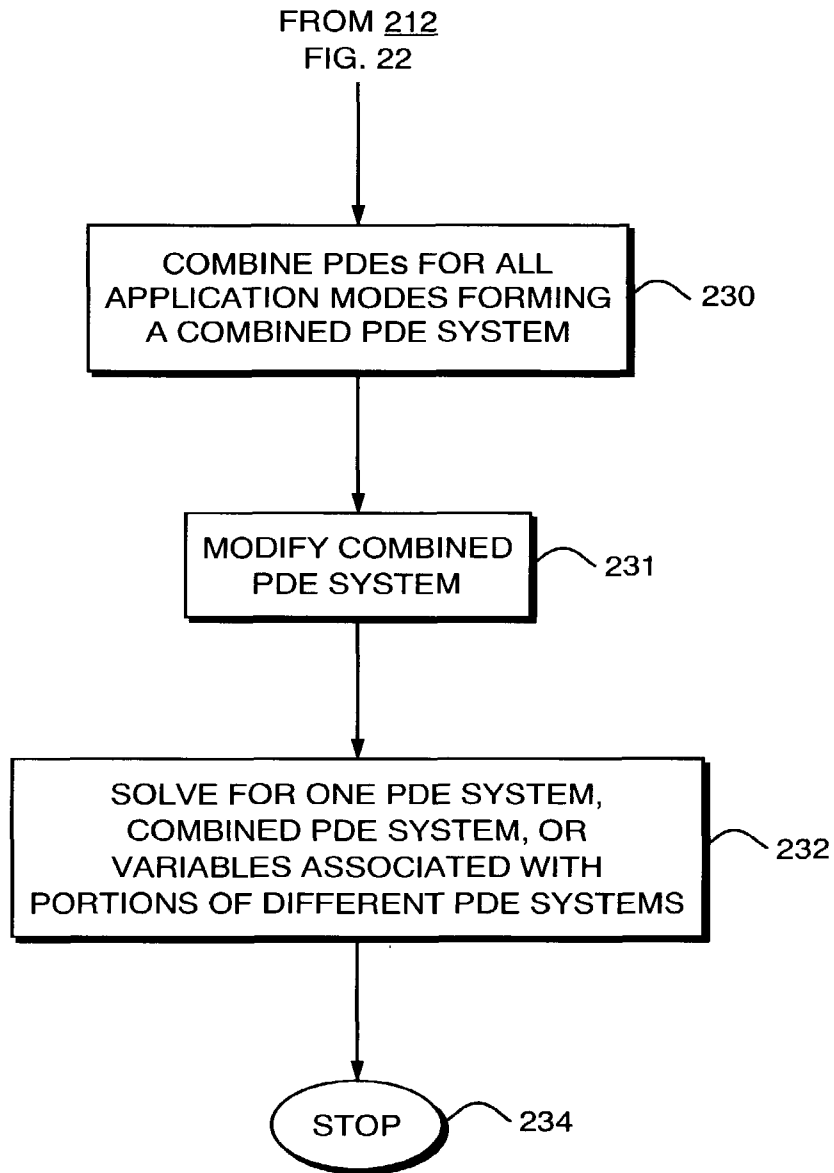 FROM 212
FIG. 22
COMBINE PDEs FOR ALL
APPLICATION MODES FORMING
A COMBINED PDE SYSTEM
230
MODIFY COMBINED
PDE SYSTEM
231
SOLVE FOR ONE PDE SYSTEM,
COMBINED PDE SYSTEM, OR
VARIABLES ASSOCIATED WITH
PORTIONS OF DIFFERENT PDE SYSTEMS
232
STOP
234